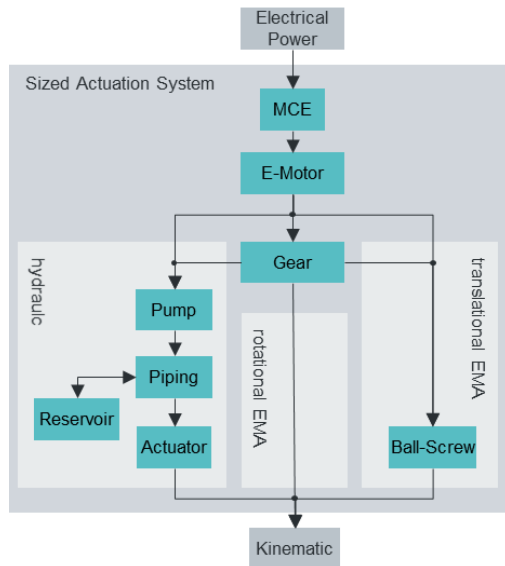 Electrical
Power
Sized Actuation System
MCE
E-Motor
Gear
hydraulc
Pump
Piping
Reservoir
Actuator
rotational EMA
translational EMA
Ball-Screw
Kinematic